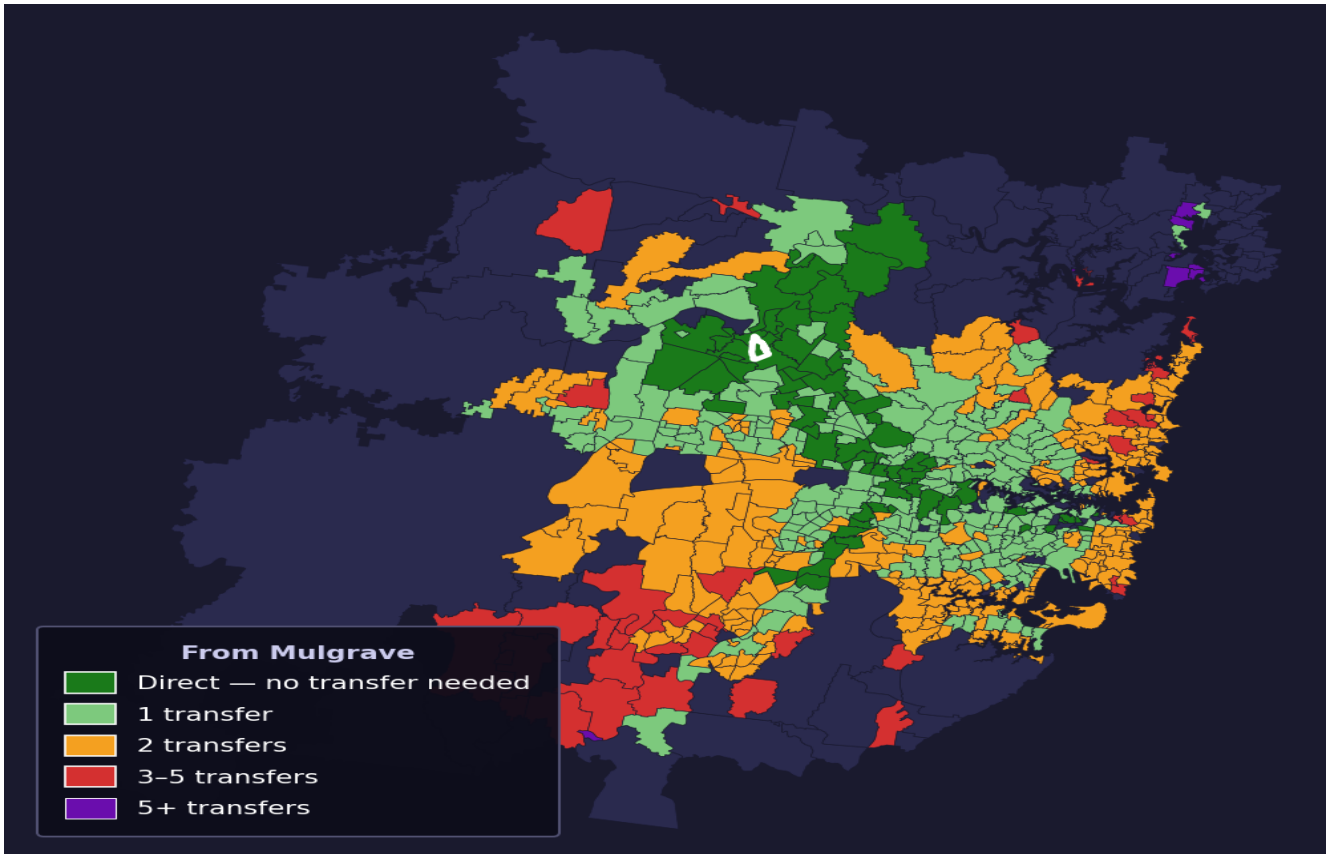 From Mulgrave
Direct — no transfer needed
1 transfer
2 transfers
3–5 transfers
5+ transfers